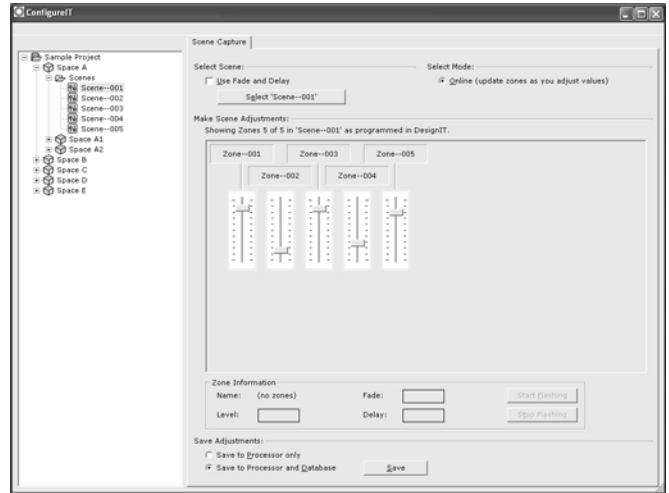 ConfigureIT
Scene Capture
Sample Project
Space A
Scenes
Scene--001
Scene--002
Scene--003
Scene--004
Scene--005
Space A1
Space A2
Space B
Space C
Space D
Space E
Select Scene:
Use Fade and Delay
Select 'Scene--001'
Select Mode:
Online (update zones as you adjust values)
Make Scene Adjustments:
Showing Zones 5 of 5 in 'Scene--001' as programmed in DesignIT.
Zone--001 Zone--003 Zone--005
Zone--002 Zone--004
Zone Information
Name: (no zones) Fade: Start Flashing
Level: Delay: Stop Flashing
Save Adjustments:
Save to Processor only
Save to Processor and Database Save